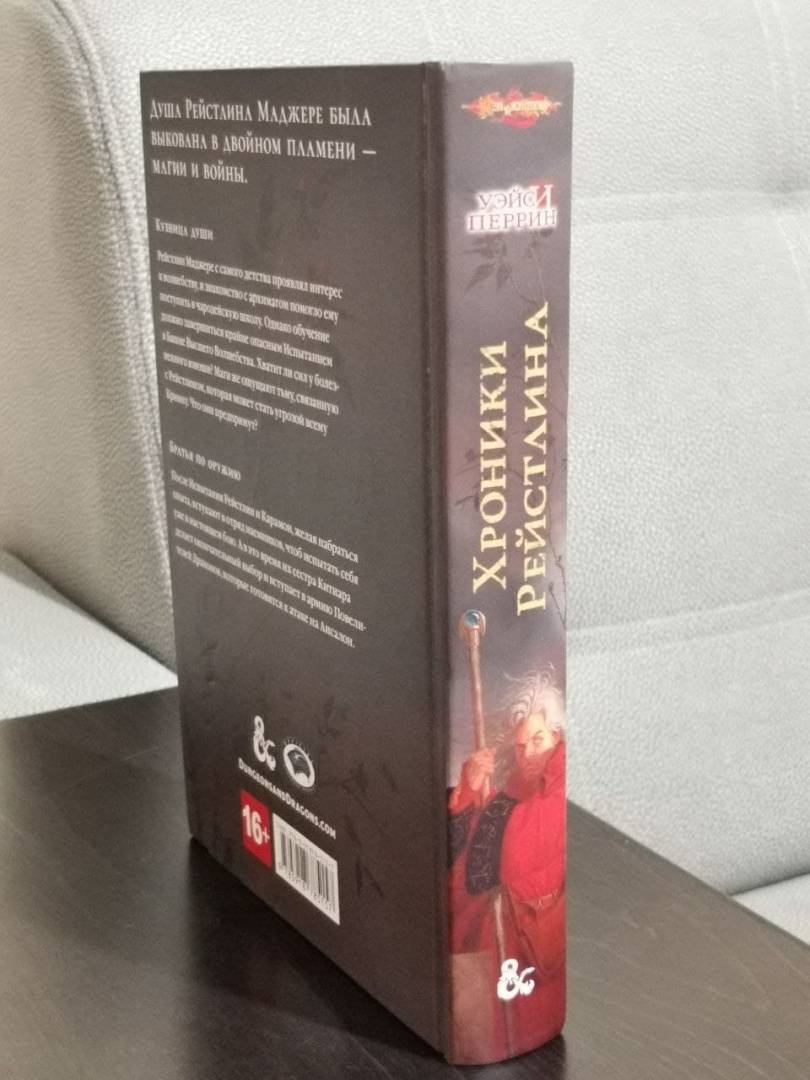 Душа Рейстлина Маджере была
выкована в двойном пламени —
магии и войны.
Кузница души
Рейстлин Маджере с самого детства проявлял интерес
к волшебству, и знакомство с архимагом помогло ему
поступить в чародейскую школу. Однако обучение
должно завершиться крайне опасным Испытанием
в Башне Высшего Волшебства. Хватит ли сил у болез-
ненного юноши? Маги же ощущают тьму, связанную
с Рейстлином, которая может стать угрозой всему
Кринну. Что они предпримут?
Братья по оружию
После Испытания Рейстлин и Карамон, желая набраться
опыта, вступают в отряд наемников, чтоб испытать себя
уже в настоящем бою. А в это время их сестра Китиара
делает окончательный выбор и вступает в армию Повели-
телей Драконов, которые готовятся к атаке на Ансалон.
DungeonsandDragons.com
16+
Уэйс И
Перрин
Хроники
Рейстлина